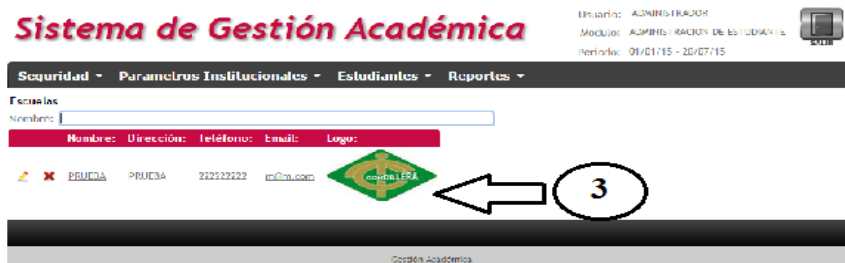 Sistema de Gestión Académica
Usuario: ADMINISTRADOR
Modulo: ADMINISTRACION DE ESTUDIANTE
Periodo: 01/01/15 - 20/07/15
SALIR
Seguridad Parametros Institucionales Estudiantes Reportes
Escuelas
Nombre:
Nombre: Dirección: Teléfono: Email: Logo:
PRUEBA PRUEBA 222222222 m@m.com CORDILLERA
3
Gestión Académica